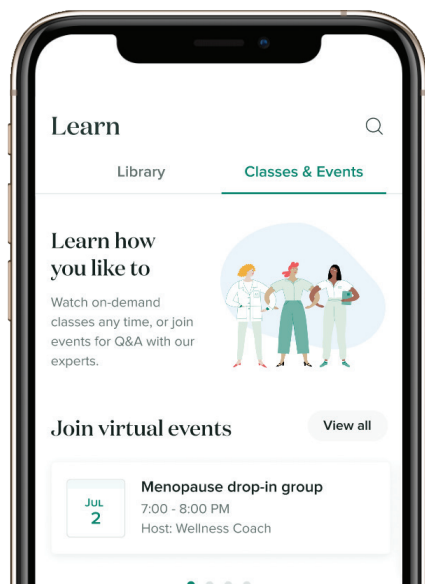 Learn
Library
Classes & Events
Learn how
you like to
Watch on-demand
classes any time, or join
events for Q&A with our
experts.
Join virtual events
View all
JUL
2
Menopause drop-in group
7:00 - 8:00 PM
Host: Wellness Coach